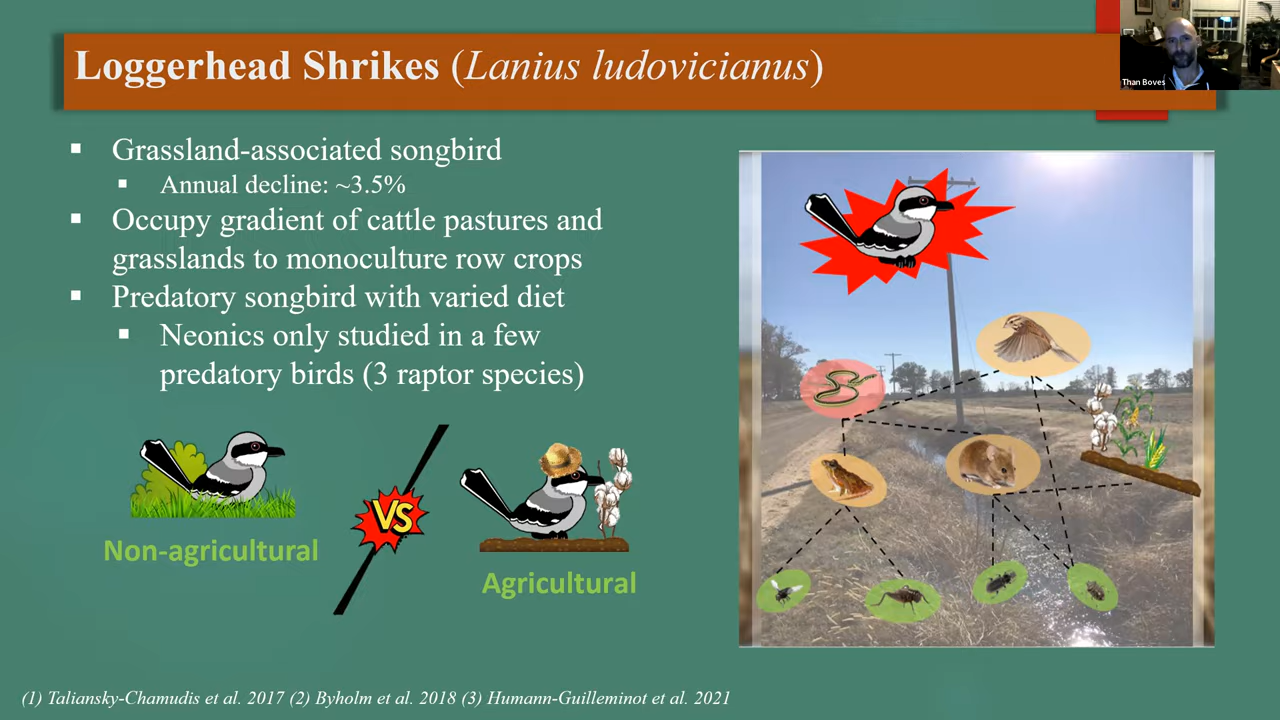 Loggerhead Shrikes (Lanius ludovicianus)
Than Boves
▪ Grassland-associated songbird
▪ Annual decline: ~3.5%
▪ Occupy gradient of cattle pastures and
grasslands to monoculture row crops
▪ Predatory songbird with varied diet
▪ Neonics only studied in a few
predatory birds (3 raptor species)
VS
Non-agricultural
Agricultural
(1) Taliansky-Chamudis et al. 2017 (2) Byholm et al. 2018 (3) Humann-Guilleminot et al. 2021